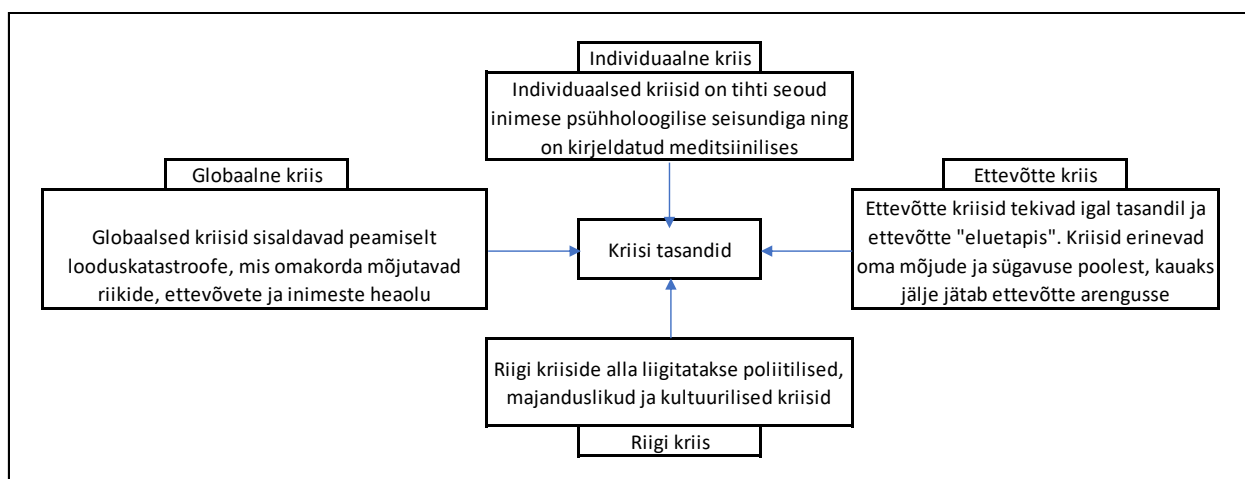 Individuaalne kriis
Individuaalsed kriisid on tihti seoud
inimese psühholoogilise seisundiga ning
on kirjeldatud meditsiinilises
Globaalne kriis
Globaalsed kriisid sisaldavad peamiselt
looduskatastroofe, mis omakorda mõjutavad
riikide, ettevõvete ja inimeste heaolu
Kriisi tasandid
Ettevõtte kriis
Ettevõtte kriisid tekivad igal tasandil ja
ettevõtte "eluetapis". Kriisid erinevad
oma mõjude ja sügavuse poolest, kauaks
jälje jätab ettevõtte arengusse
Riigi kriiside alla liigitatakse poliitilised,
majanduslikud ja kultuurilised kriisid
Riigi kriis